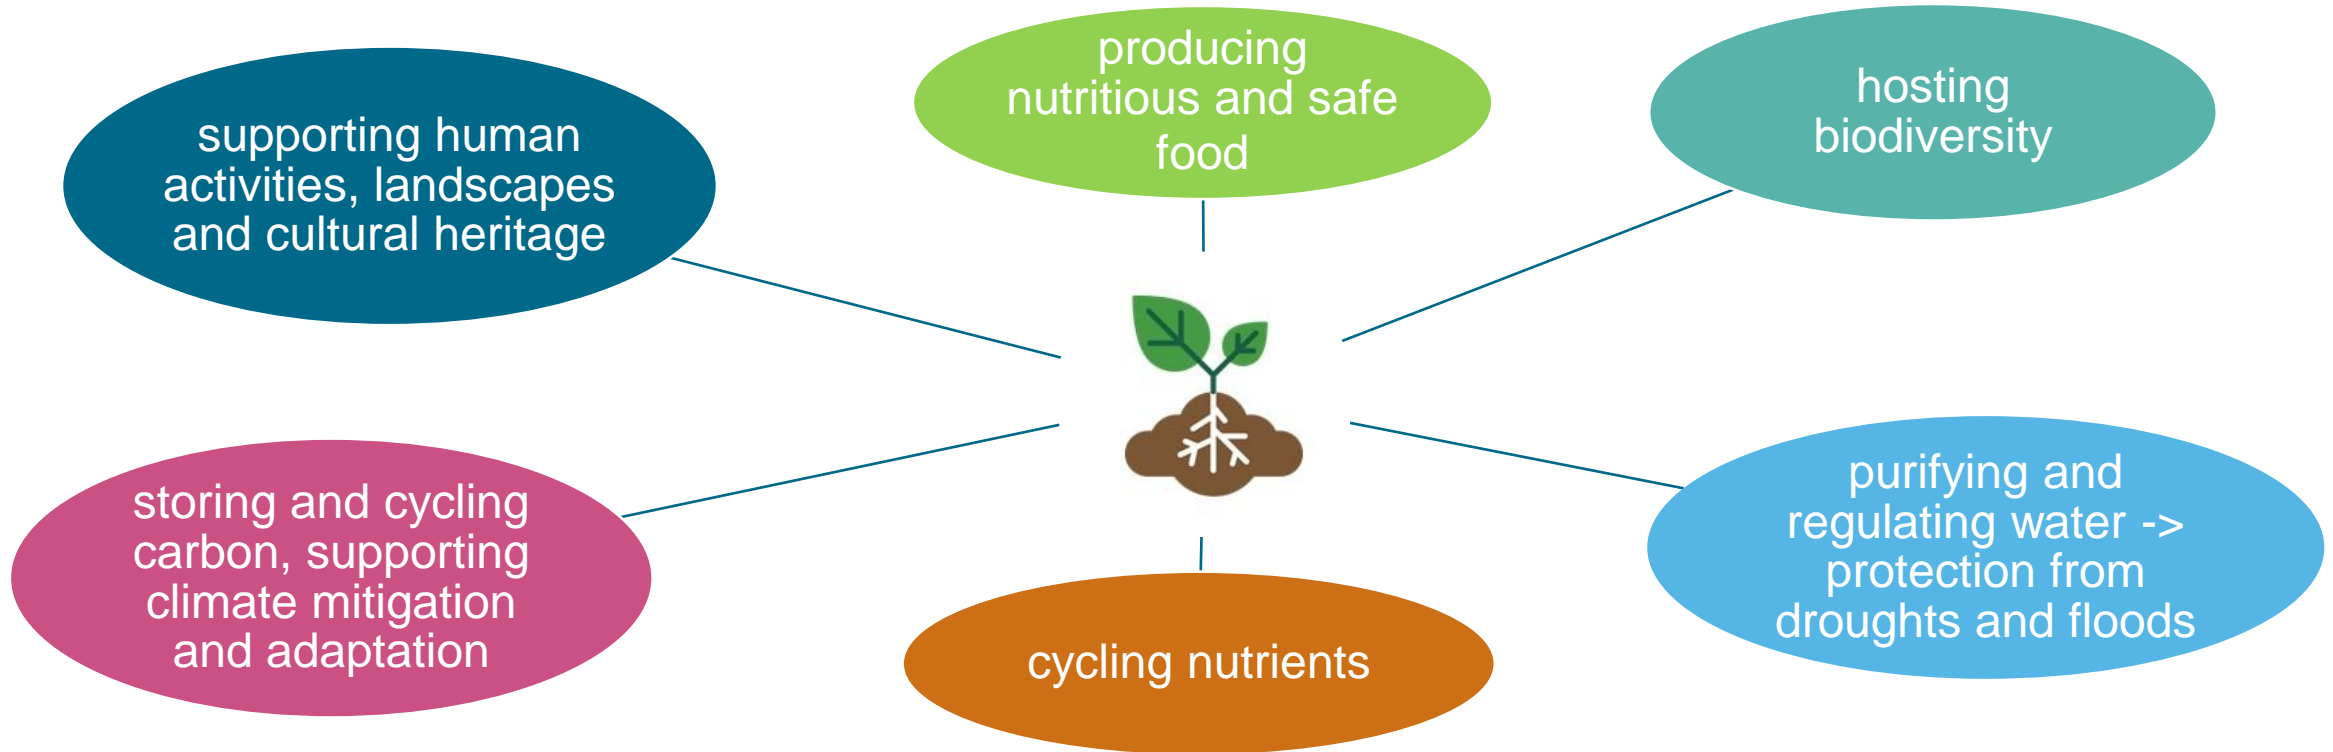 producing
nutritious and safe
food
hosting
biodiversity
supporting human
activities, landscapes
and cultural heritage
storing and cycling
carbon, supporting
climate mitigation
and adaptation
purifying and
regulating water ->
protection from
droughts and floods
cycling nutrients